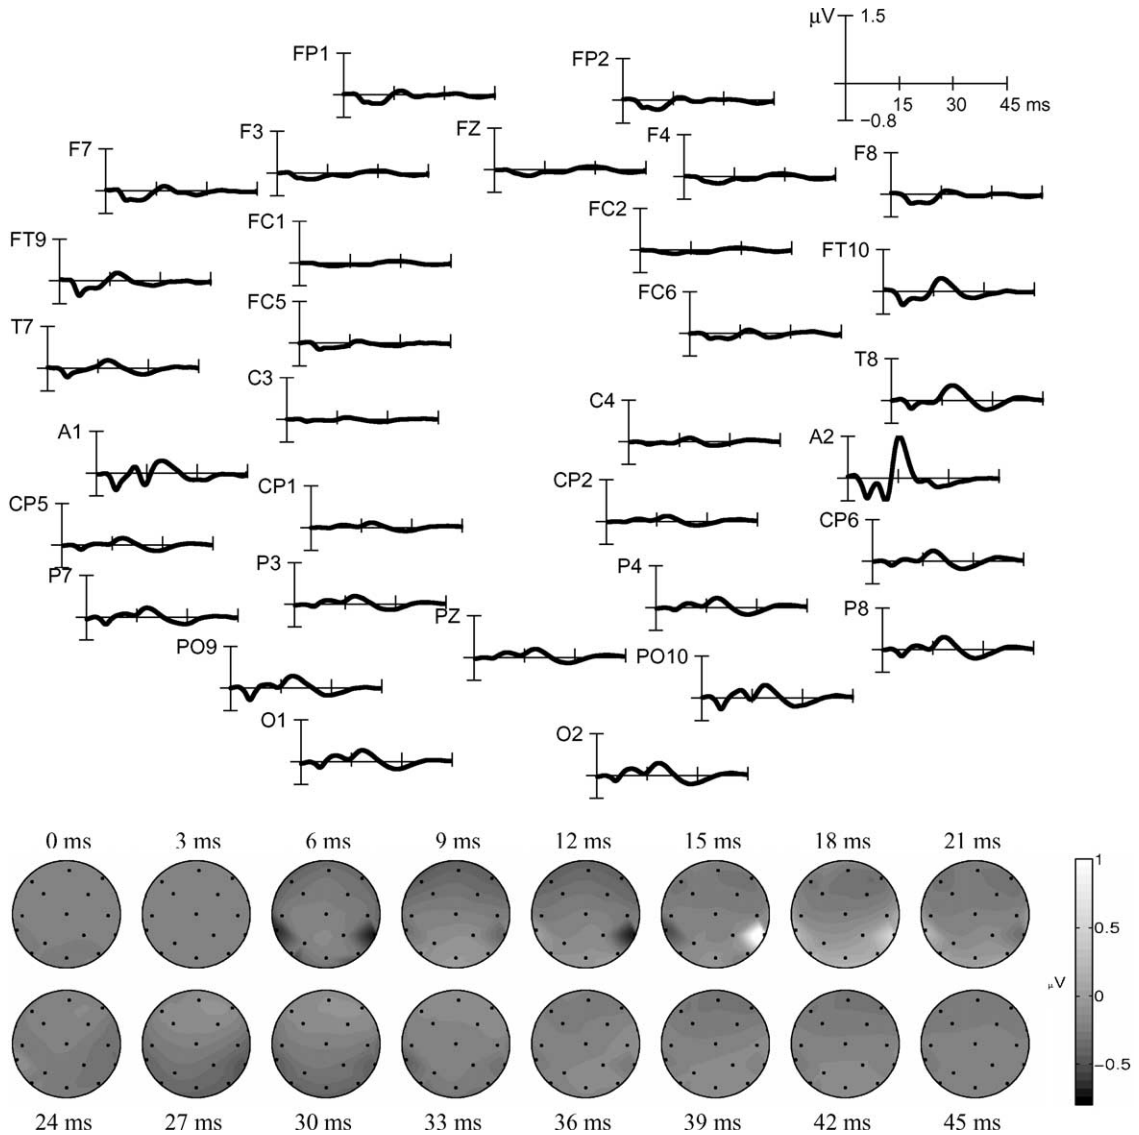 μV 1.5
15 30 45 ms
−0.8
FP1
FP2
F3
FZ
F4
F7
F8
FC1
FC2
FT9
FT10
FC5
FC6
T7
T8
C3
C4
A1
A2
CP1
CP2
CP5
CP6
P3
P4
P7
P8
PZ
PO9
PO10
O1
O2
0 ms 3 ms 6 ms 9 ms 12 ms 15 ms 18 ms 21 ms
1
0.5
μV 0
−0.5
24 ms 27 ms 30 ms 33 ms 36 ms 39 ms 42 ms 45 ms